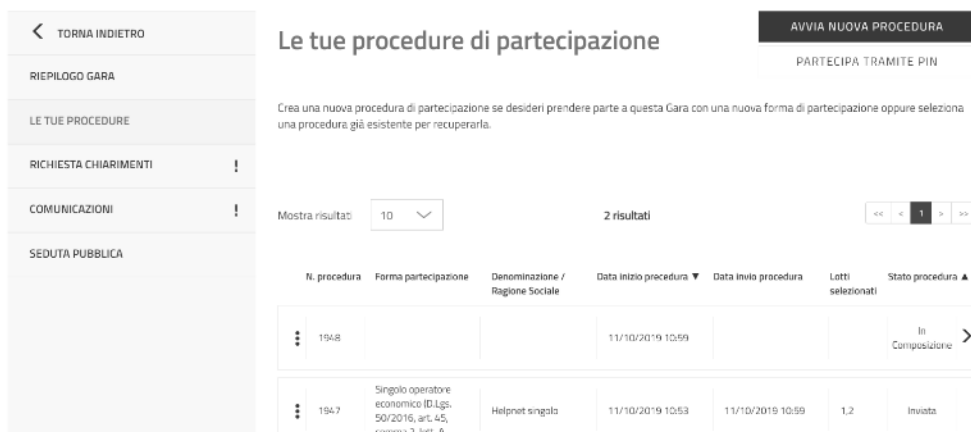 TORNA INDIETRO
RIEPILOGO GARA
LE TUE PROCEDURE
RICHIESTA CHIARIMENTI !
COMUNICAZIONI !
SEDUTA PUBBLICA
Le tue procedure di partecipazione
AVVIA NUOVA PROCEDURA
PARTECIPA TRAMITE PIN
Crea una nuova procedura di partecipazione se desideri prendere parte a questa Gara con una nuova forma di partecipazione oppure seleziona
una procedura già esistente per recuperarla.
Mostra risultati 10 2 risultati << < 1 > >>
N. procedura Forma partecipazione Denominazione / Data inizio precedura ▼ Data invio procedura Lotti Stato procedura ▲
Ragione Sociale selezionati
1948 11/10/2019 10:59 In
Composizione
Singolo operatore
economico (D.Lgs.
1947 50/2016, art. 45, Helpnet singolo 11/10/2019 10:53 11/10/2019 10:59 1,2 Inviata
comma 2, lett. A